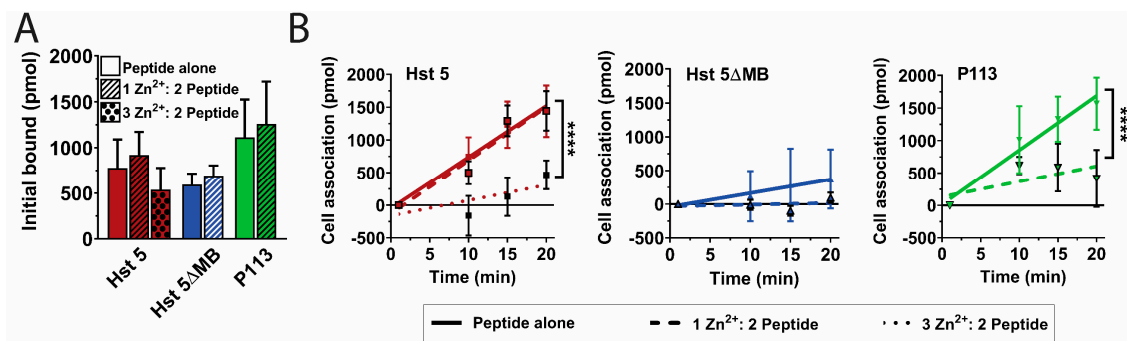 A
B
Initial bound (pmol)
2000
1500
1000
500
0
Peptide alone
1 Zn²⁺: 2 Peptide
3 Zn²⁺: 2 Peptide
Hst 5
Hst 5ΔMB
P113
Hst 5
Cell association (pmol)
2000
1500
1000
500
0
-500
0 5 10 15 20
Time (min)
****
Hst 5ΔMB
Cell association (pmol)
2000
1500
1000
500
0
-500
0 5 10 15 20
Time (min)
P113
Cell association (pmol)
2000
1500
1000
500
0
-500
0 5 10 15 20
Time (min)
****
Peptide alone
1 Zn²⁺: 2 Peptide
3 Zn²⁺: 2 Peptide